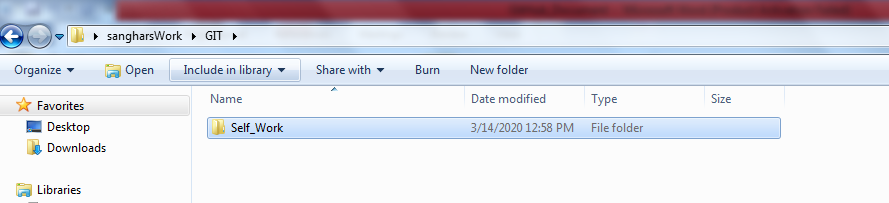 sangharsWork GIT
Organize Open Include in library Share with Burn New folder
Favorites
Desktop
Downloads
Libraries
Name Date modified Type Size
Self_Work 3/14/2020 12:58 PM File folder